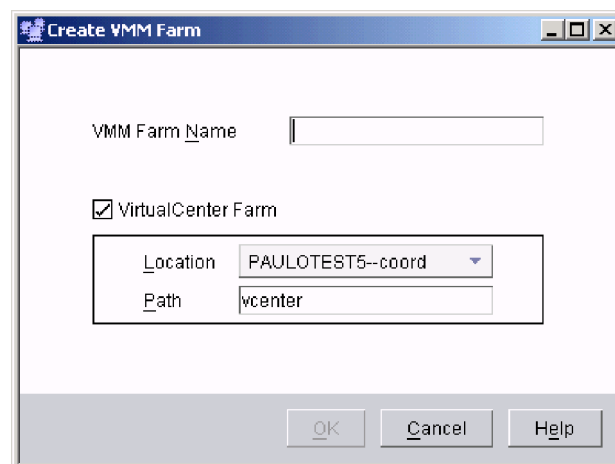 Create VMM Farm
VMM Farm Name
VirtualCenter Farm
Location PAULOTEST5--coord
Path vcenter
OK Cancel Help